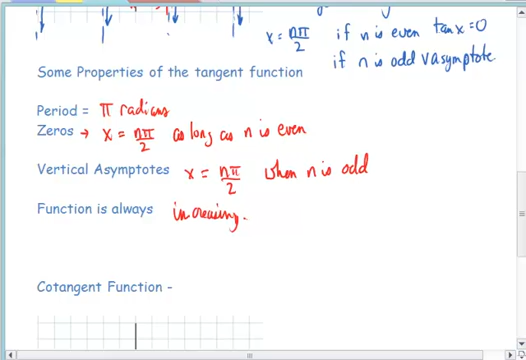 x = nπ/2 if n is even tan x = 0
if n is odd v asymptote
Some Properties of the tangent function
Period = π radians
Zeros → x = nπ/2 as long as n is even
Vertical Asymptotes x = nπ/2 when n is odd
Function is always increasing.
Cotangent Function -